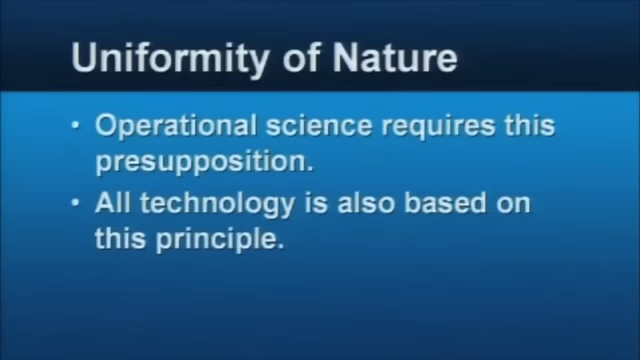 Uniformity of Nature
• Operational science requires this
presupposition.
• All technology is also based on
this principle.